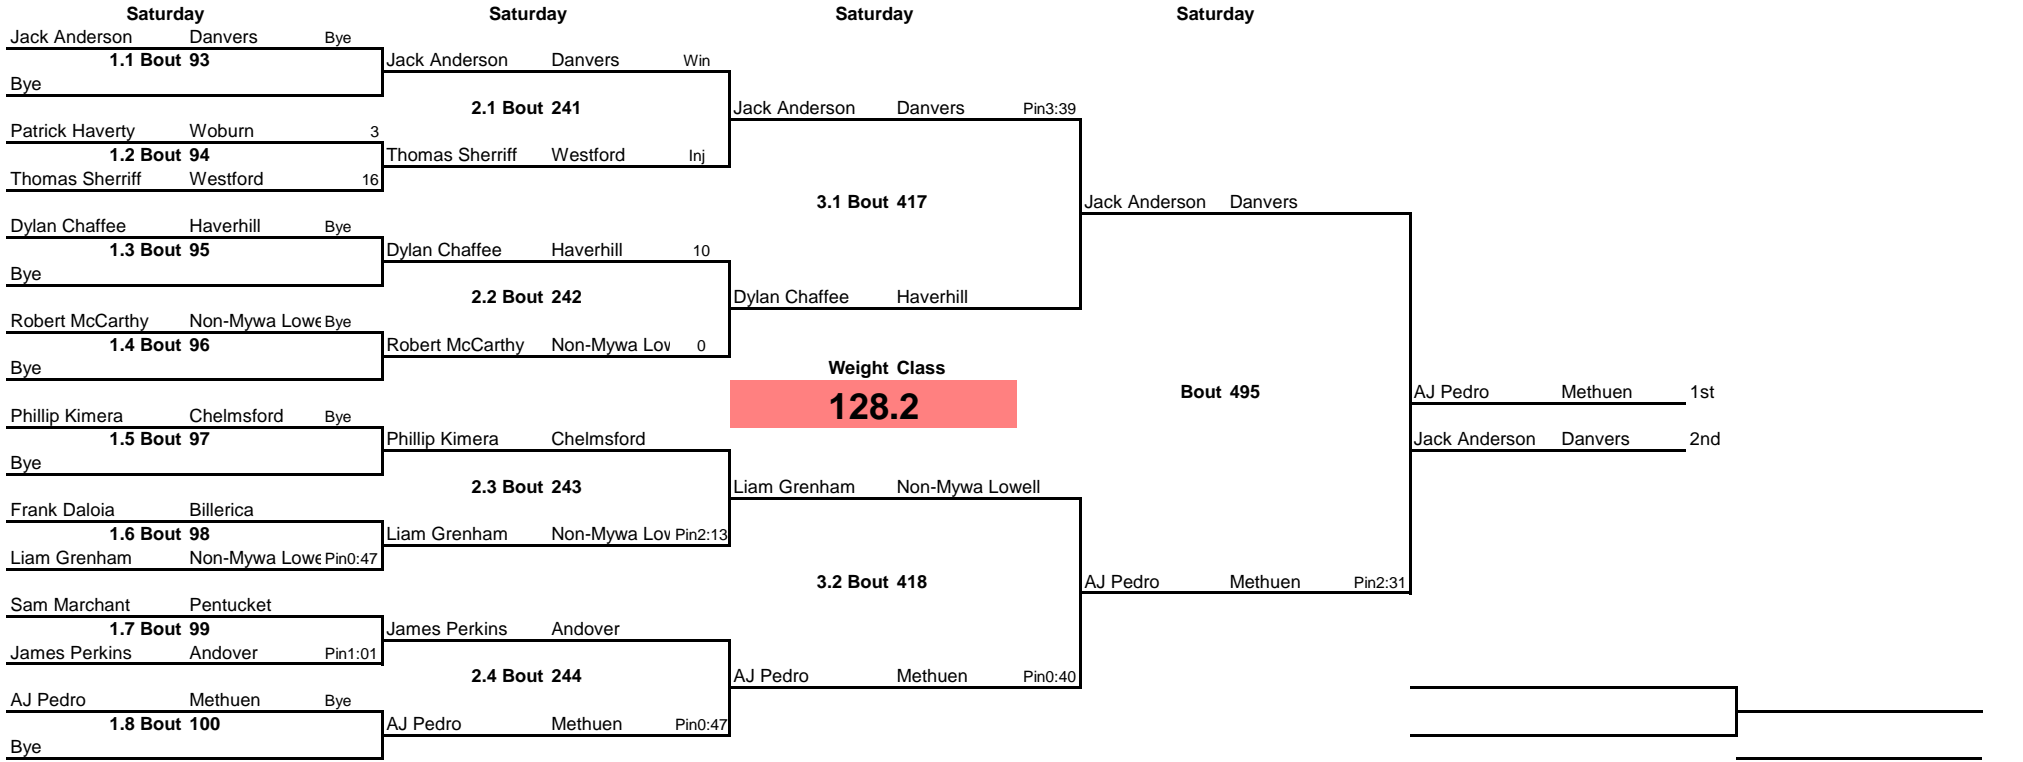 Saturday Saturday Saturday Saturday
Jack Anderson Danvers Bye
1.1 Bout 93 Jack Anderson Danvers Win
Bye
2.1 Bout 241 Jack Anderson Danvers Pin3:39
Patrick Haverty Woburn 3
1.2 Bout 94 Thomas Sherriff Westford Inj
Thomas Sherriff Westford 16
3.1 Bout 417 Jack Anderson Danvers
Dylan Chaffee Haverhill Bye
1.3 Bout 95 Dylan Chaffee Haverhill 10
Bye
2.2 Bout 242 Dylan Chaffee Haverhill
Robert McCarthy Non-Mywa Lowe Bye
1.4 Bout 96 Robert McCarthy Non-Mywa Lov 0
Bye Weight Class
128.2 Bout 495 AJ Pedro Methuen 1st
Phillip Kimera Chelmsford Bye
1.5 Bout 97 Phillip Kimera Chelmsford Jack Anderson Danvers 2nd
Bye
2.3 Bout 243 Liam Grenham Non-Mywa Lowell
Frank Daloia Billerica
1.6 Bout 98 Liam Grenham Non-Mywa Lov Pin2:13
Liam Grenham Non-Mywa Lowe Pin0:47
3.2 Bout 418 AJ Pedro Methuen Pin2:31
Sam Marchant Pentucket
1.7 Bout 99 James Perkins Andover
James Perkins Andover Pin1:01
2.4 Bout 244 AJ Pedro Methuen Pin0:40
AJ Pedro Methuen Bye
1.8 Bout 100 AJ Pedro Methuen Pin0:47
Bye